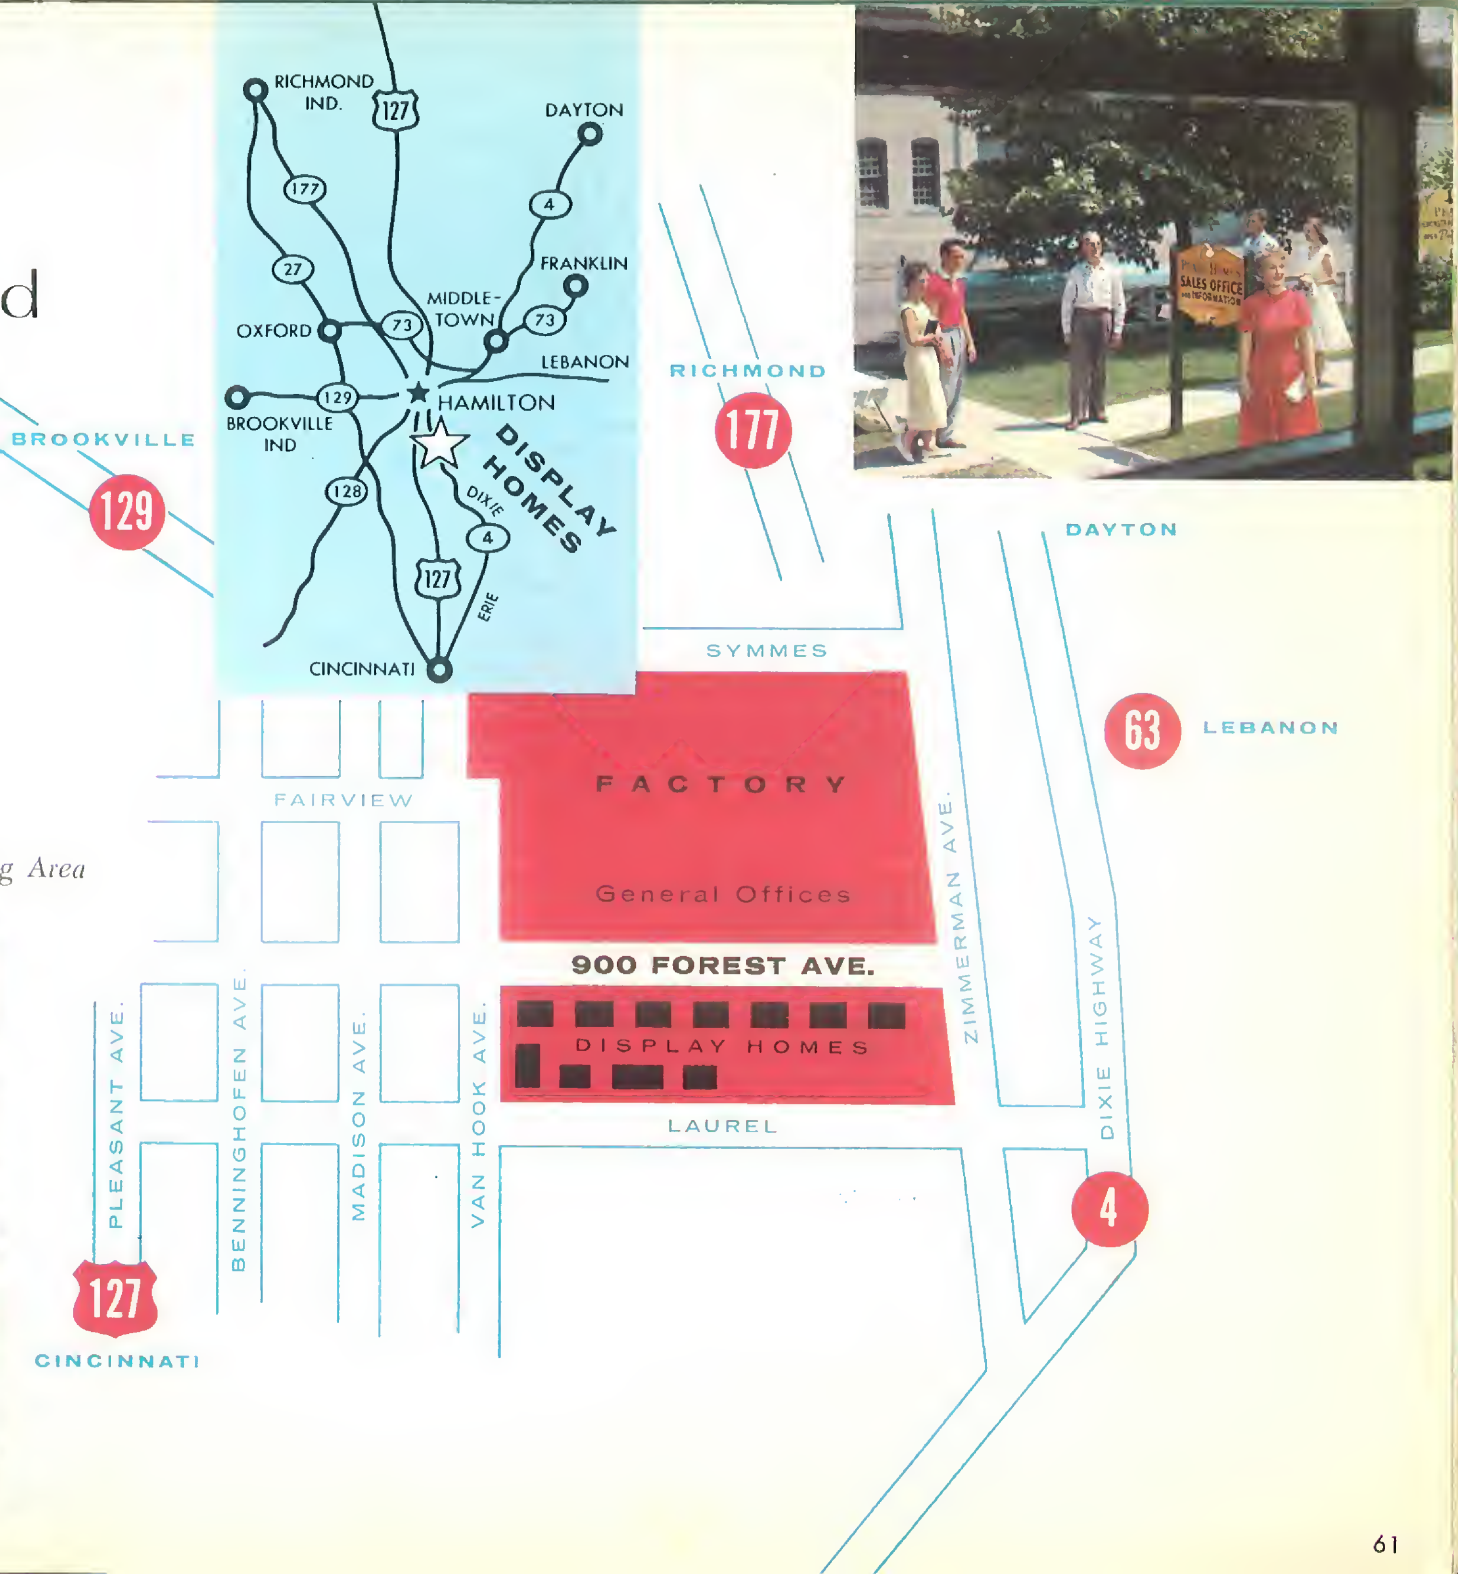 d
g Area
RICHMOND
IND.
127
DAYTON
177
4
27
FRANKLIN
MIDDLE-
TOWN
73
73
OXFORD
LEBANON
129
HAMILTON
BROOKVILLE
IND
DISPLAY
HOMES
128
DIXIE
4
127
ERIE
CINCINNATI
SALES OFFICE
AND INFORMATION
BROOKVILLE
129
RICHMOND
177
DAYTON
SYMMES
63
LEBANON
FACTORY
FAIRVIEW
General Offices
900 FOREST AVE.
DISPLAY HOMES
LAUREL
PLEASANT AVE.
BENNINGHOFEN AVE.
MADISON AVE.
VAN HOOK AVE.
ZIMMERMAN AVE.
DIXIE HIGHWAY
4
127
CINCINNATI
61